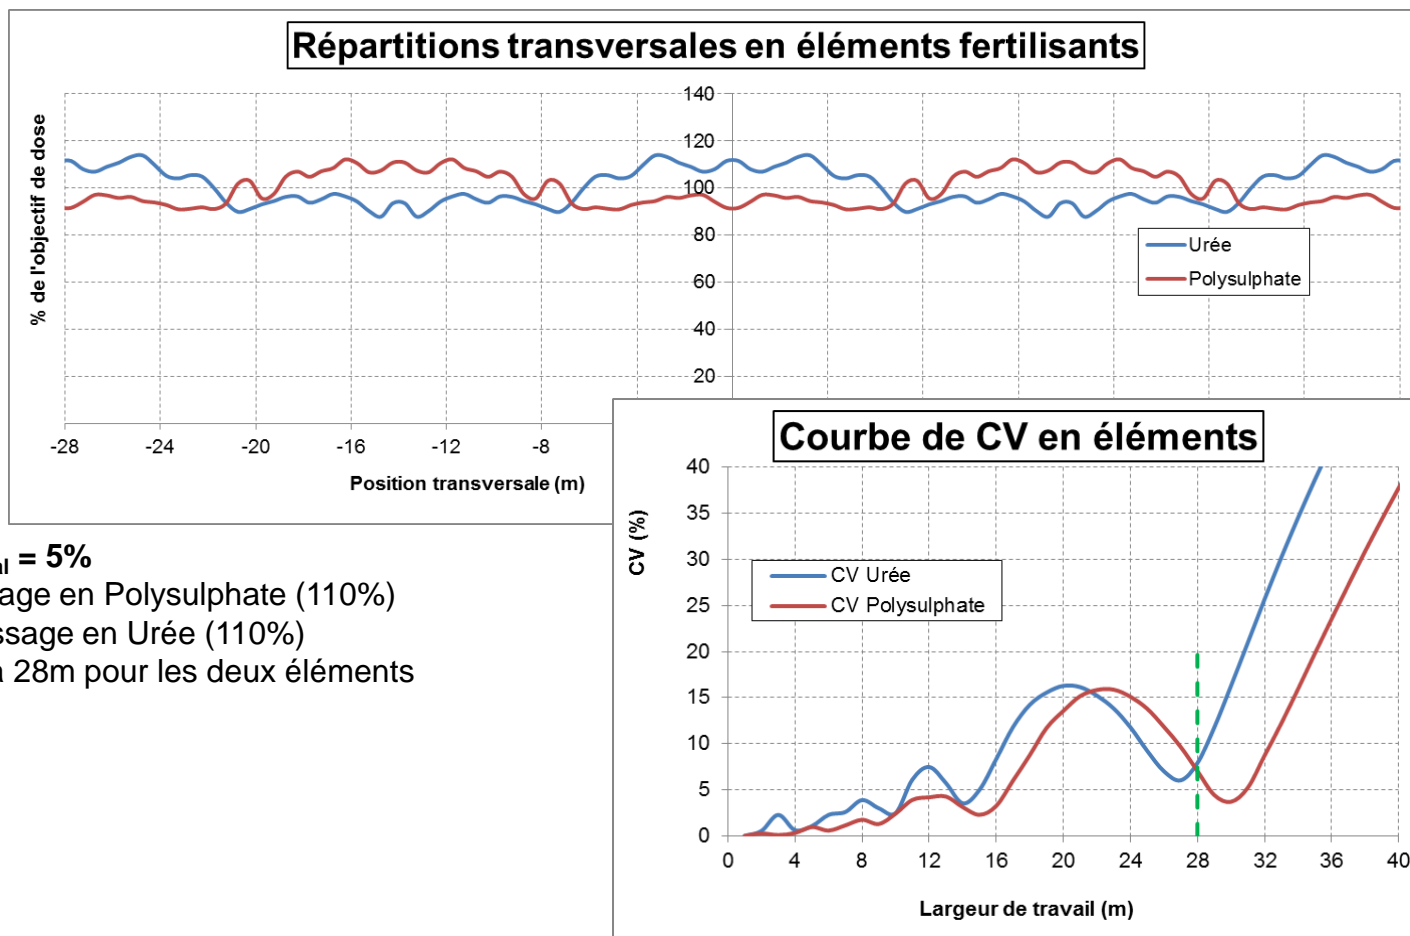 Répartitions transversales en éléments fertilisants
% de l'objectif de dose
140
120
100
80
60
40
20
Urée
Polysulphate
-28 -24 -20 -16 -12 -8
Position transversale (m)
Courbe de CV en éléments
CV (%)
40
35
30
25
20
15
10
5
0
CV Urée
CV Polysulphate
0 4 8 12 16 20 24 28 32 36 40
Largeur de travail (m)
al = 5%
age en Polysulphate (110%)
ssage en Urée (110%)
à 28m pour les deux éléments